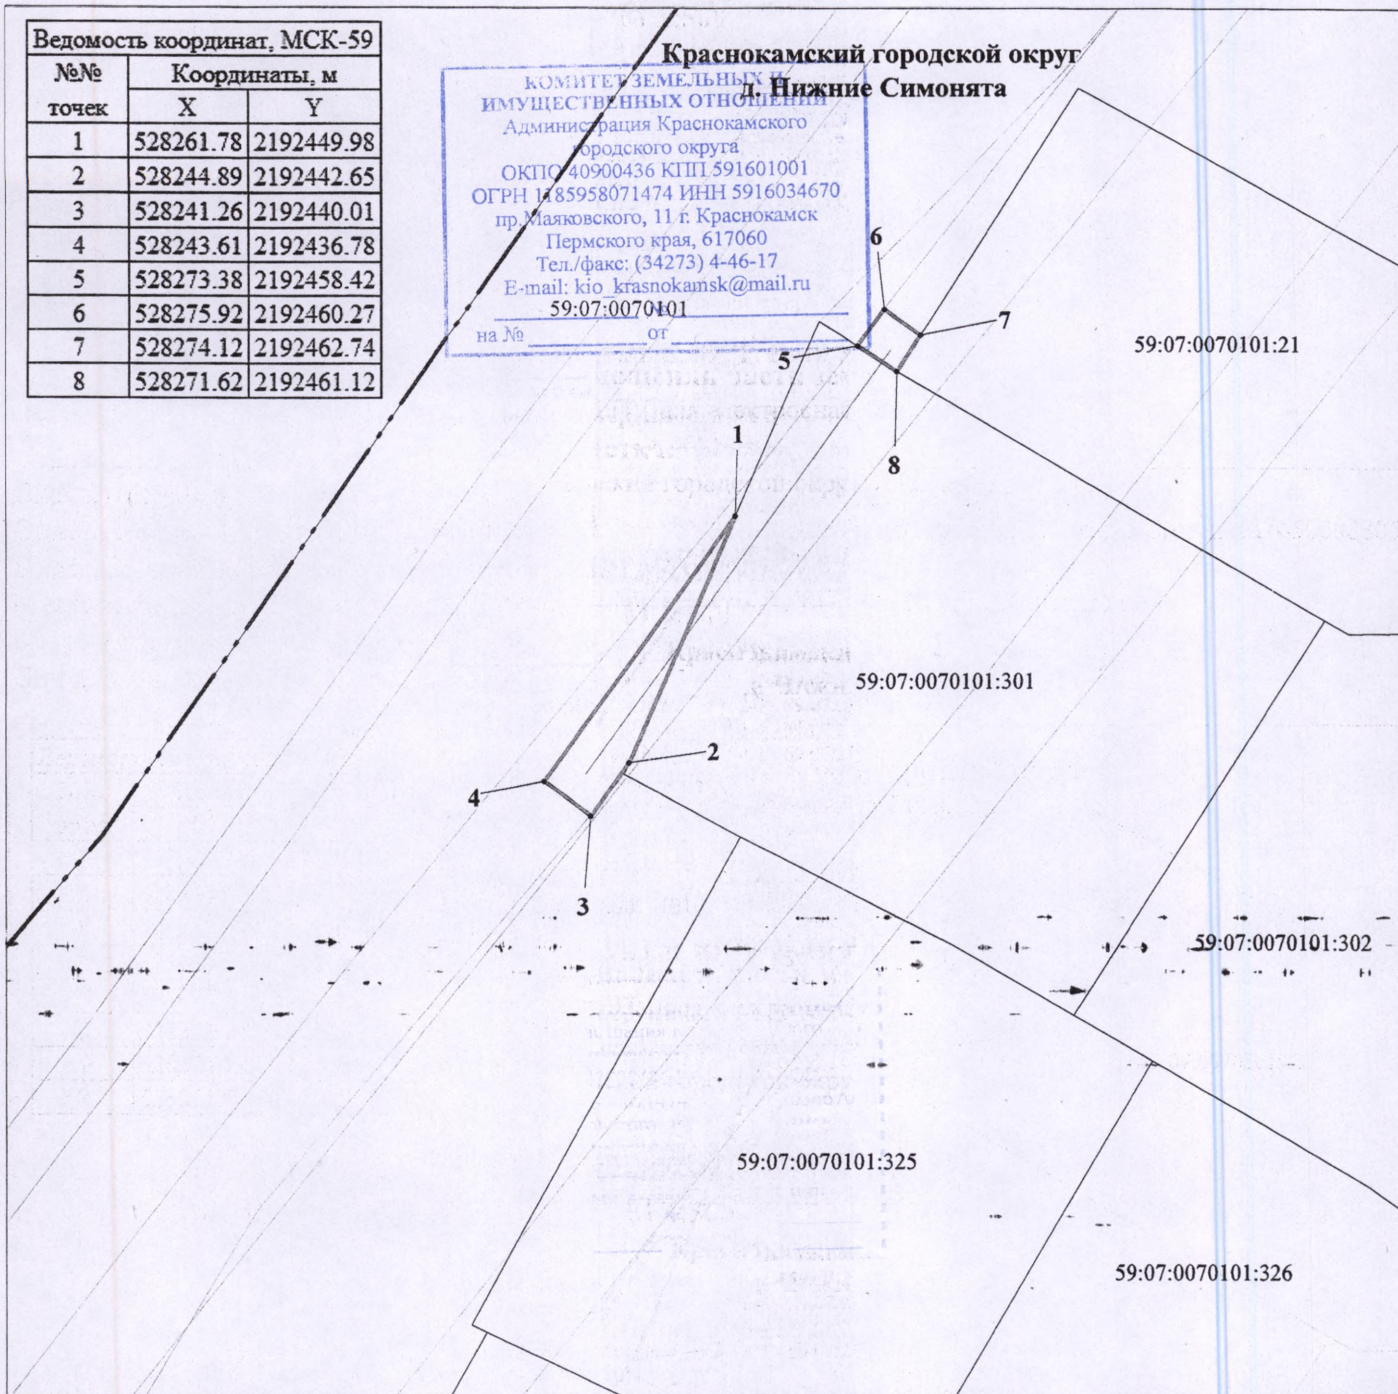 Ведомость координат, МСК-59
№№ точек Координаты, м
X Y
1 528261.78 2192449.98
2 528244.89 2192442.65
3 528241.26 2192440.01
4 528243.61 2192436.78
5 528273.38 2192458.42
6 528275.92 2192460.27
7 528274.12 2192462.74
8 528271.62 2192461.12
Краснокамский городской округ
д. Нижние Симонята
КОМИТЕТ ЗЕМЕЛЬНЫХ И
ИМУЩЕСТВЕННЫХ ОТНОШЕНИЙ
Администрация Краснокамского
городского округа
ОКПО 40900436 КПП 591601001
ОГРН 1185958071474 ИНН 5916034670
пр.Маяковского, 11 г. Краснокамск
Пермского края, 617060
Тел./факс: (34273) 4-46-17
E-mail: kio_krasnokamsk@mail.ru
№
на № от
59:07:0070101
6
7
5
59:07:0070101:21
1
8
59:07:0070101:301
2
4
3
59:07:0070101:302
59:07:0070101:325
59:07:0070101:326